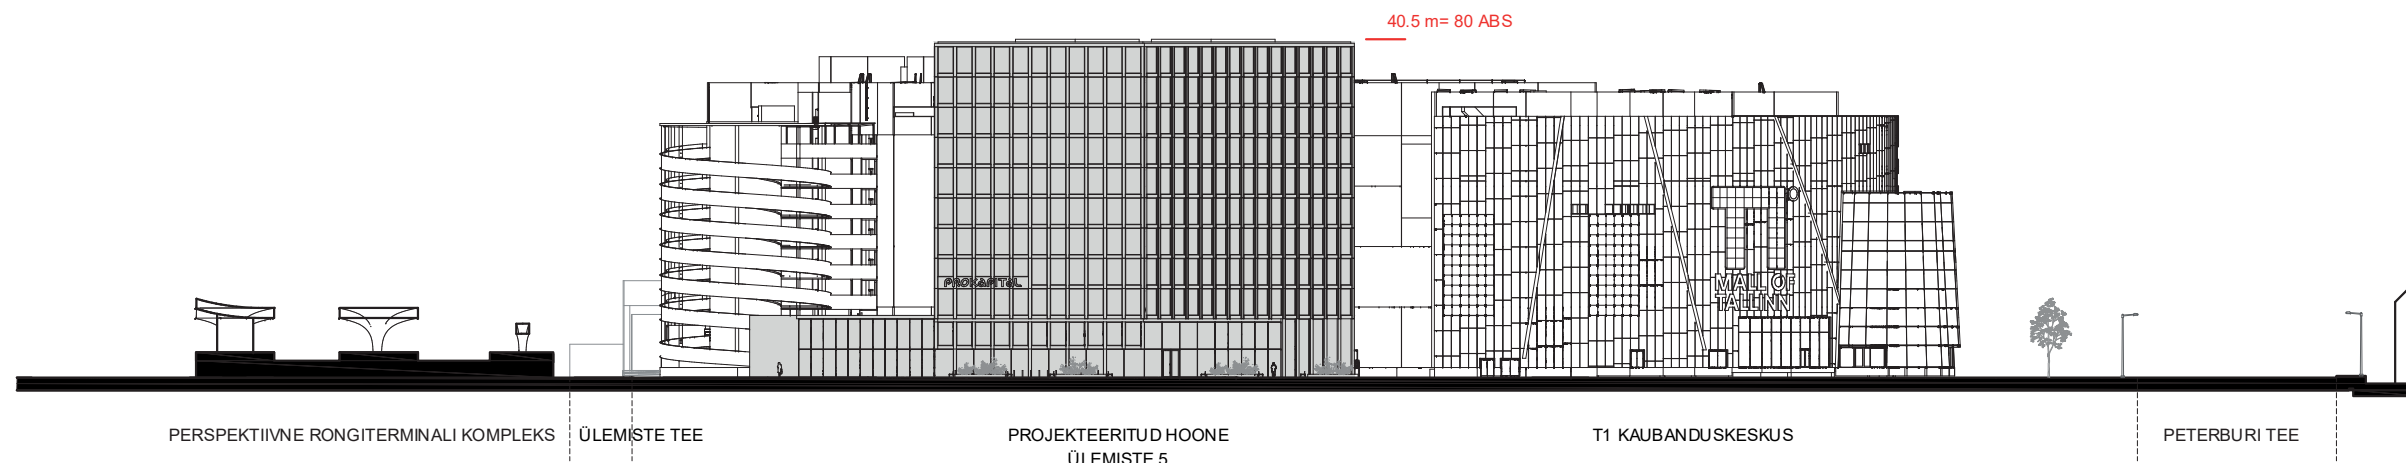 40.5 m= 80 ABS
PROKAPITAL
T1
MALL OF
TALLINN
PERSPEKTIIVNE RONGITERMINALI KOMPLEKS
ÜLEMISTE TEE
PROJEKTEERITUD HOONE
ÜLEMISTE 5
T1 KAUBANDUSKESKUS
PETERBURI TEE